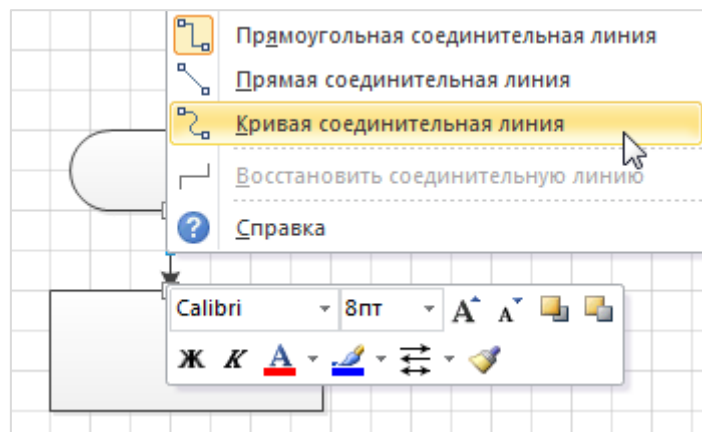 Прямоугольная соединительная линия
Прямая соединительная линия
Кривая соединительная линия
Восстановить соединительную линию
Справка
Calibri 8пт A A
Ж К A